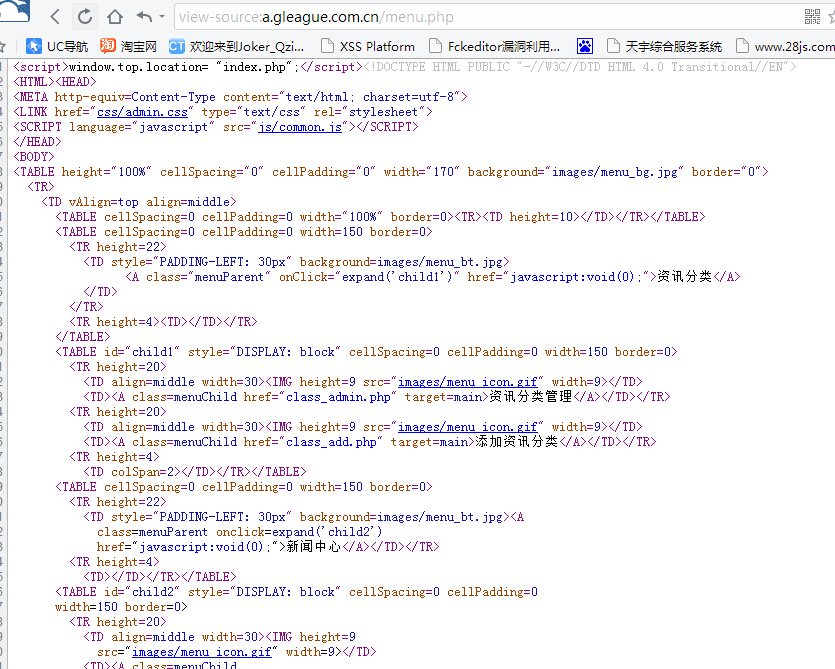 view-source:a.gleague.com.cn/menu.php
UC导航 淘宝网 CT 欢迎来到Joker_Qzi... XSS Platform Fckeditor漏洞利用... 天宇综合服务系统 www.28js.com
<script>window.top.location= "index.php";</script><!DOCTYPE HTML PUBLIC "-//W3C//DTD HTML 4.0 Transitional//EN">
<HTML><HEAD>
<META http-equiv=Content-Type content="text/html; charset=utf-8">
<LINK href="css/admin.css" type="text/css" rel="stylesheet">
<SCRIPT language="javascript" src="js/common.js"></SCRIPT>
</HEAD>
<BODY>
<TABLE height="100%" cellSpacing="0" cellPadding="0" width="170" background="images/menu_bg.jpg" border="0">
<TR>
<TD vAlign=top align=middle>
<TABLE cellSpacing=0 cellPadding=0 width="100%" border=0><TR><TD height=10></TD></TR></TABLE>
<TABLE cellSpacing=0 cellPadding=0 width=150 border=0>
<TR height=22>
<TD style="PADDING-LEFT: 30px" background=images/menu_bt.jpg>
<A class="menuParent" onClick="expand('child1')" href="javascript:void(0);">资讯分类</A>
</TD>
</TR>
<TR height=4><TD></TD></TR>
</TABLE>
<TABLE id="child1" style="DISPLAY: block" cellSpacing=0 cellPadding=0 width=150 border=0>
<TR height=20>
<TD align=middle width=30><IMG height=9 src="images/menu_icon.gif" width=9></TD>
<TD><A class=menuChild href="class_admin.php" target=main>资讯分类管理</A></TD></TR>
<TR height=20>
<TD align=middle width=30><IMG height=9 src="images/menu_icon.gif" width=9></TD>
<TD><A class=menuChild href="class_add.php" target=main>添加资讯分类</A></TD></TR>
<TR height=4>
<TD colSpan=2></TD></TR></TABLE>
<TABLE cellSpacing=0 cellPadding=0 width=150 border=0>
<TR height=22>
<TD style="PADDING-LEFT: 30px" background=images/menu_bt.jpg><A
class=menuParent onclick=expand('child2')
href="javascript:void(0);">新闻中心</A></TD></TR>
<TR height=4>
<TD></TD></TR></TABLE>
<TABLE id="child2" style="DISPLAY: block" cellSpacing=0 cellPadding=0
width=150 border=0>
<TR height=20>
<TD align=middle width=30><IMG height=9
src="images/menu_icon.gif" width=9></TD>
<TD><A class=menuChild